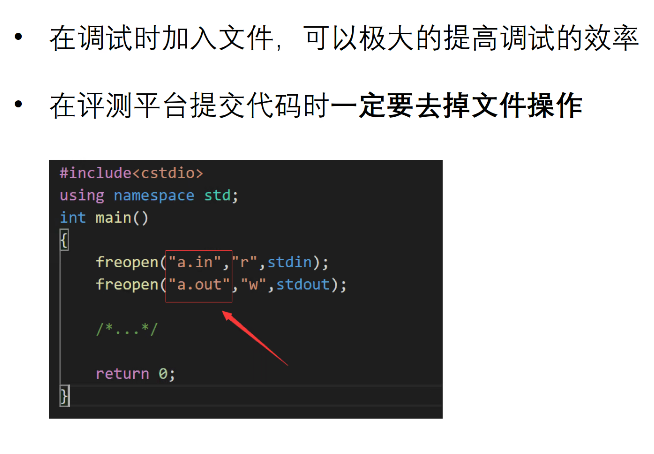 • 在调试时加入文件，可以极大的提高调试的效率
• 在评测平台提交代码时一定要去掉文件操作
#include<cstdio>
using namespace std;
int main()
{
    freopen("a.in","r",stdin);
    freopen("a.out","w",stdout);
    /*...*/
    return 0;
}